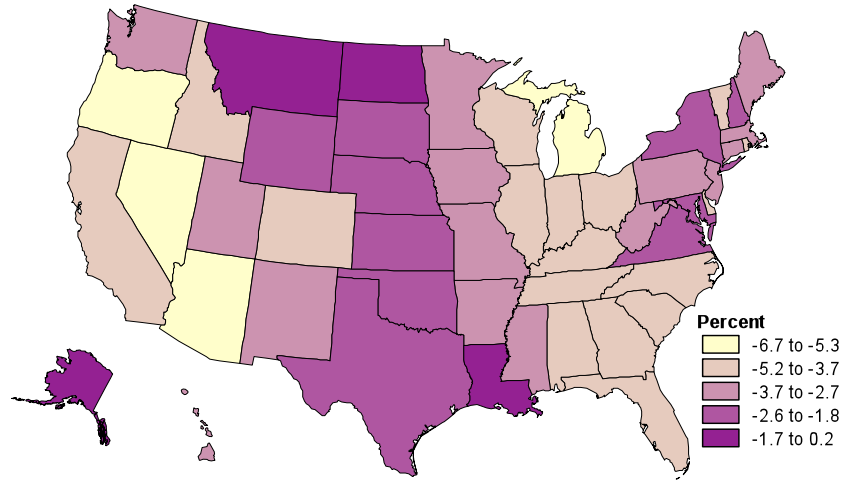 Percent
-6.7 to -5.3
-5.2 to -3.7
-3.7 to -2.7
-2.6 to -1.8
-1.7 to 0.2